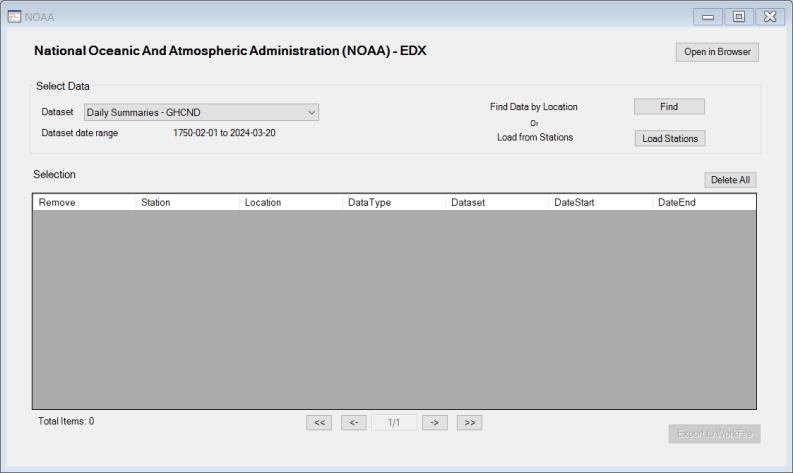 NOAA
National Oceanic And Atmospheric Administration (NOAA) - EDX
Open in Browser
Select Data
Dataset Daily Summaries - GHCND
Find Data by Location Find
Or
Dataset date range 1750-02-01 to 2024-03-20
Load from Stations Load Stations
Selection
Delete All
Remove Station Location DataType Dataset DateStart DateEnd
Total Items: 0
<< <- 1/1 -> >>
Export to WorkFile